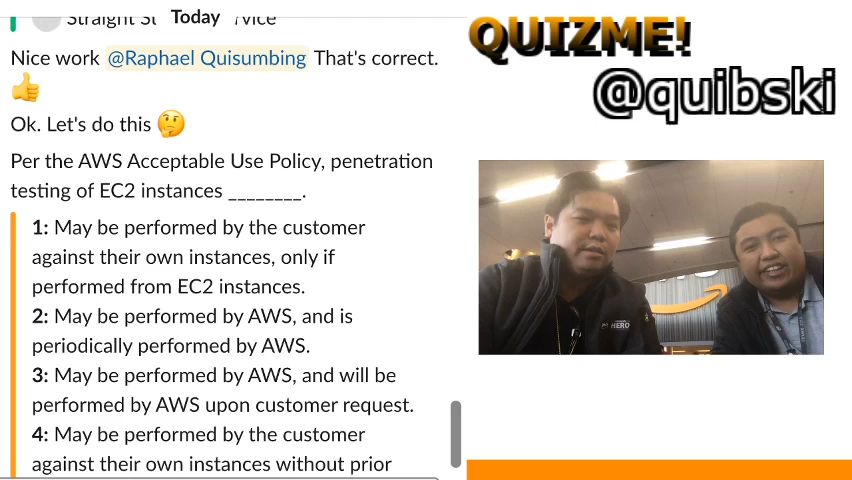 Today
Nice work @Raphael Quisumbing That's correct.
Ok. Let's do this
Per the AWS Acceptable Use Policy, penetration
testing of EC2 instances ________.
1: May be performed by the customer
against their own instances, only if
performed from EC2 instances.
2: May be performed by AWS, and is
periodically performed by AWS.
3: May be performed by AWS, and will be
performed by AWS upon customer request.
4: May be performed by the customer
against their own instances without prior
QUIZME!
@quibski
HERO